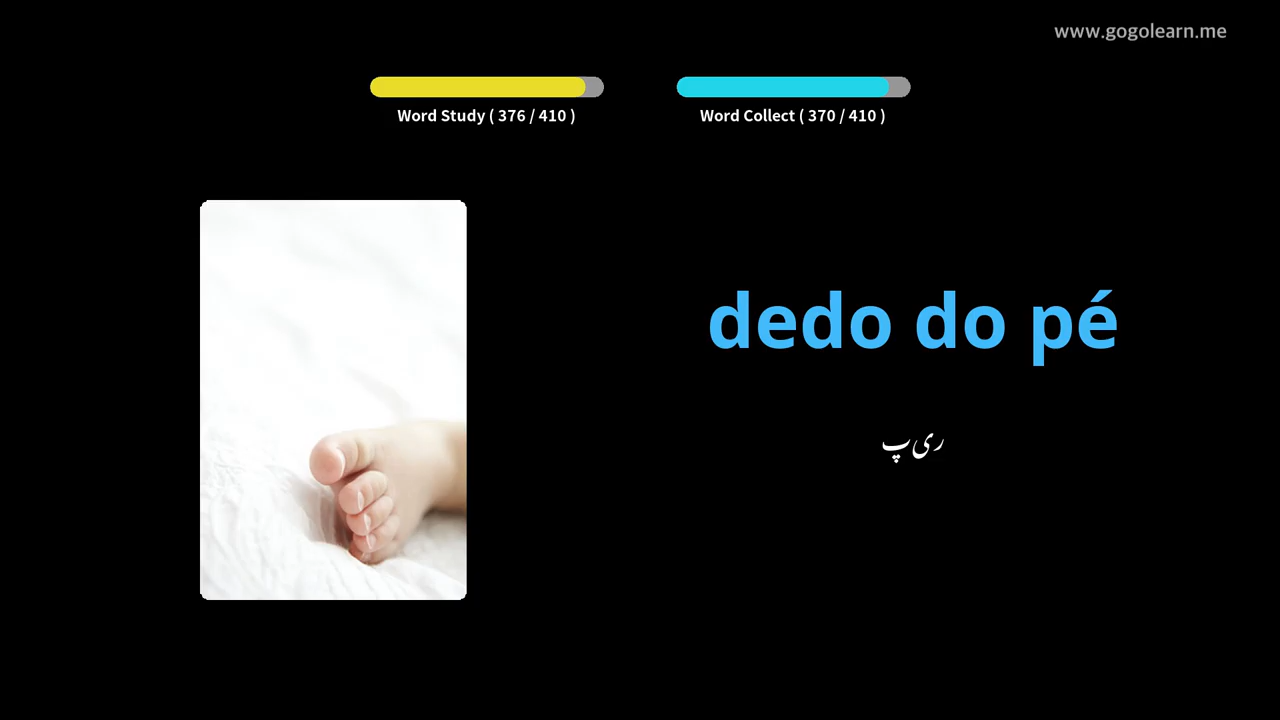 www.gogolearn.me
Word Study ( 376 / 410 )
Word Collect ( 370 / 410 )
dedo do pé
ری‌پ